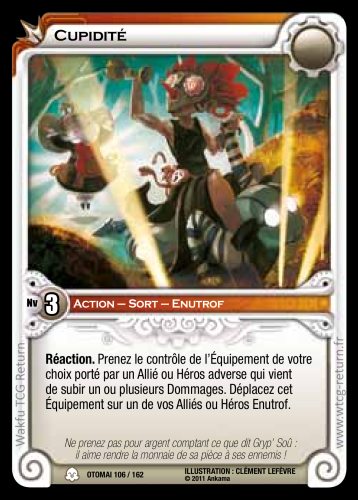 CUPIDITÉ
Nv 3 ACTION – SORT – ENUTROF
Réaction. Prenez le contrôle de l'Équipement de votre
choix porté par un Allié ou Héros adverse qui vient
de subir un ou plusieurs Dommages. Déplacez cet
Équipement sur un de vos Alliés ou Héros Enutrof.
Ne prenez pas pour argent comptant ce que dit Gryp' Soû :
il aime rendre la monnaie de sa pièce à ses ennemis !
OTOMAI 106 / 162
ILLUSTRATION : CLÉMENT LEFÈVRE
© 2011 Ankama
Wakfu TCG Return
www.wtcg-return.fr